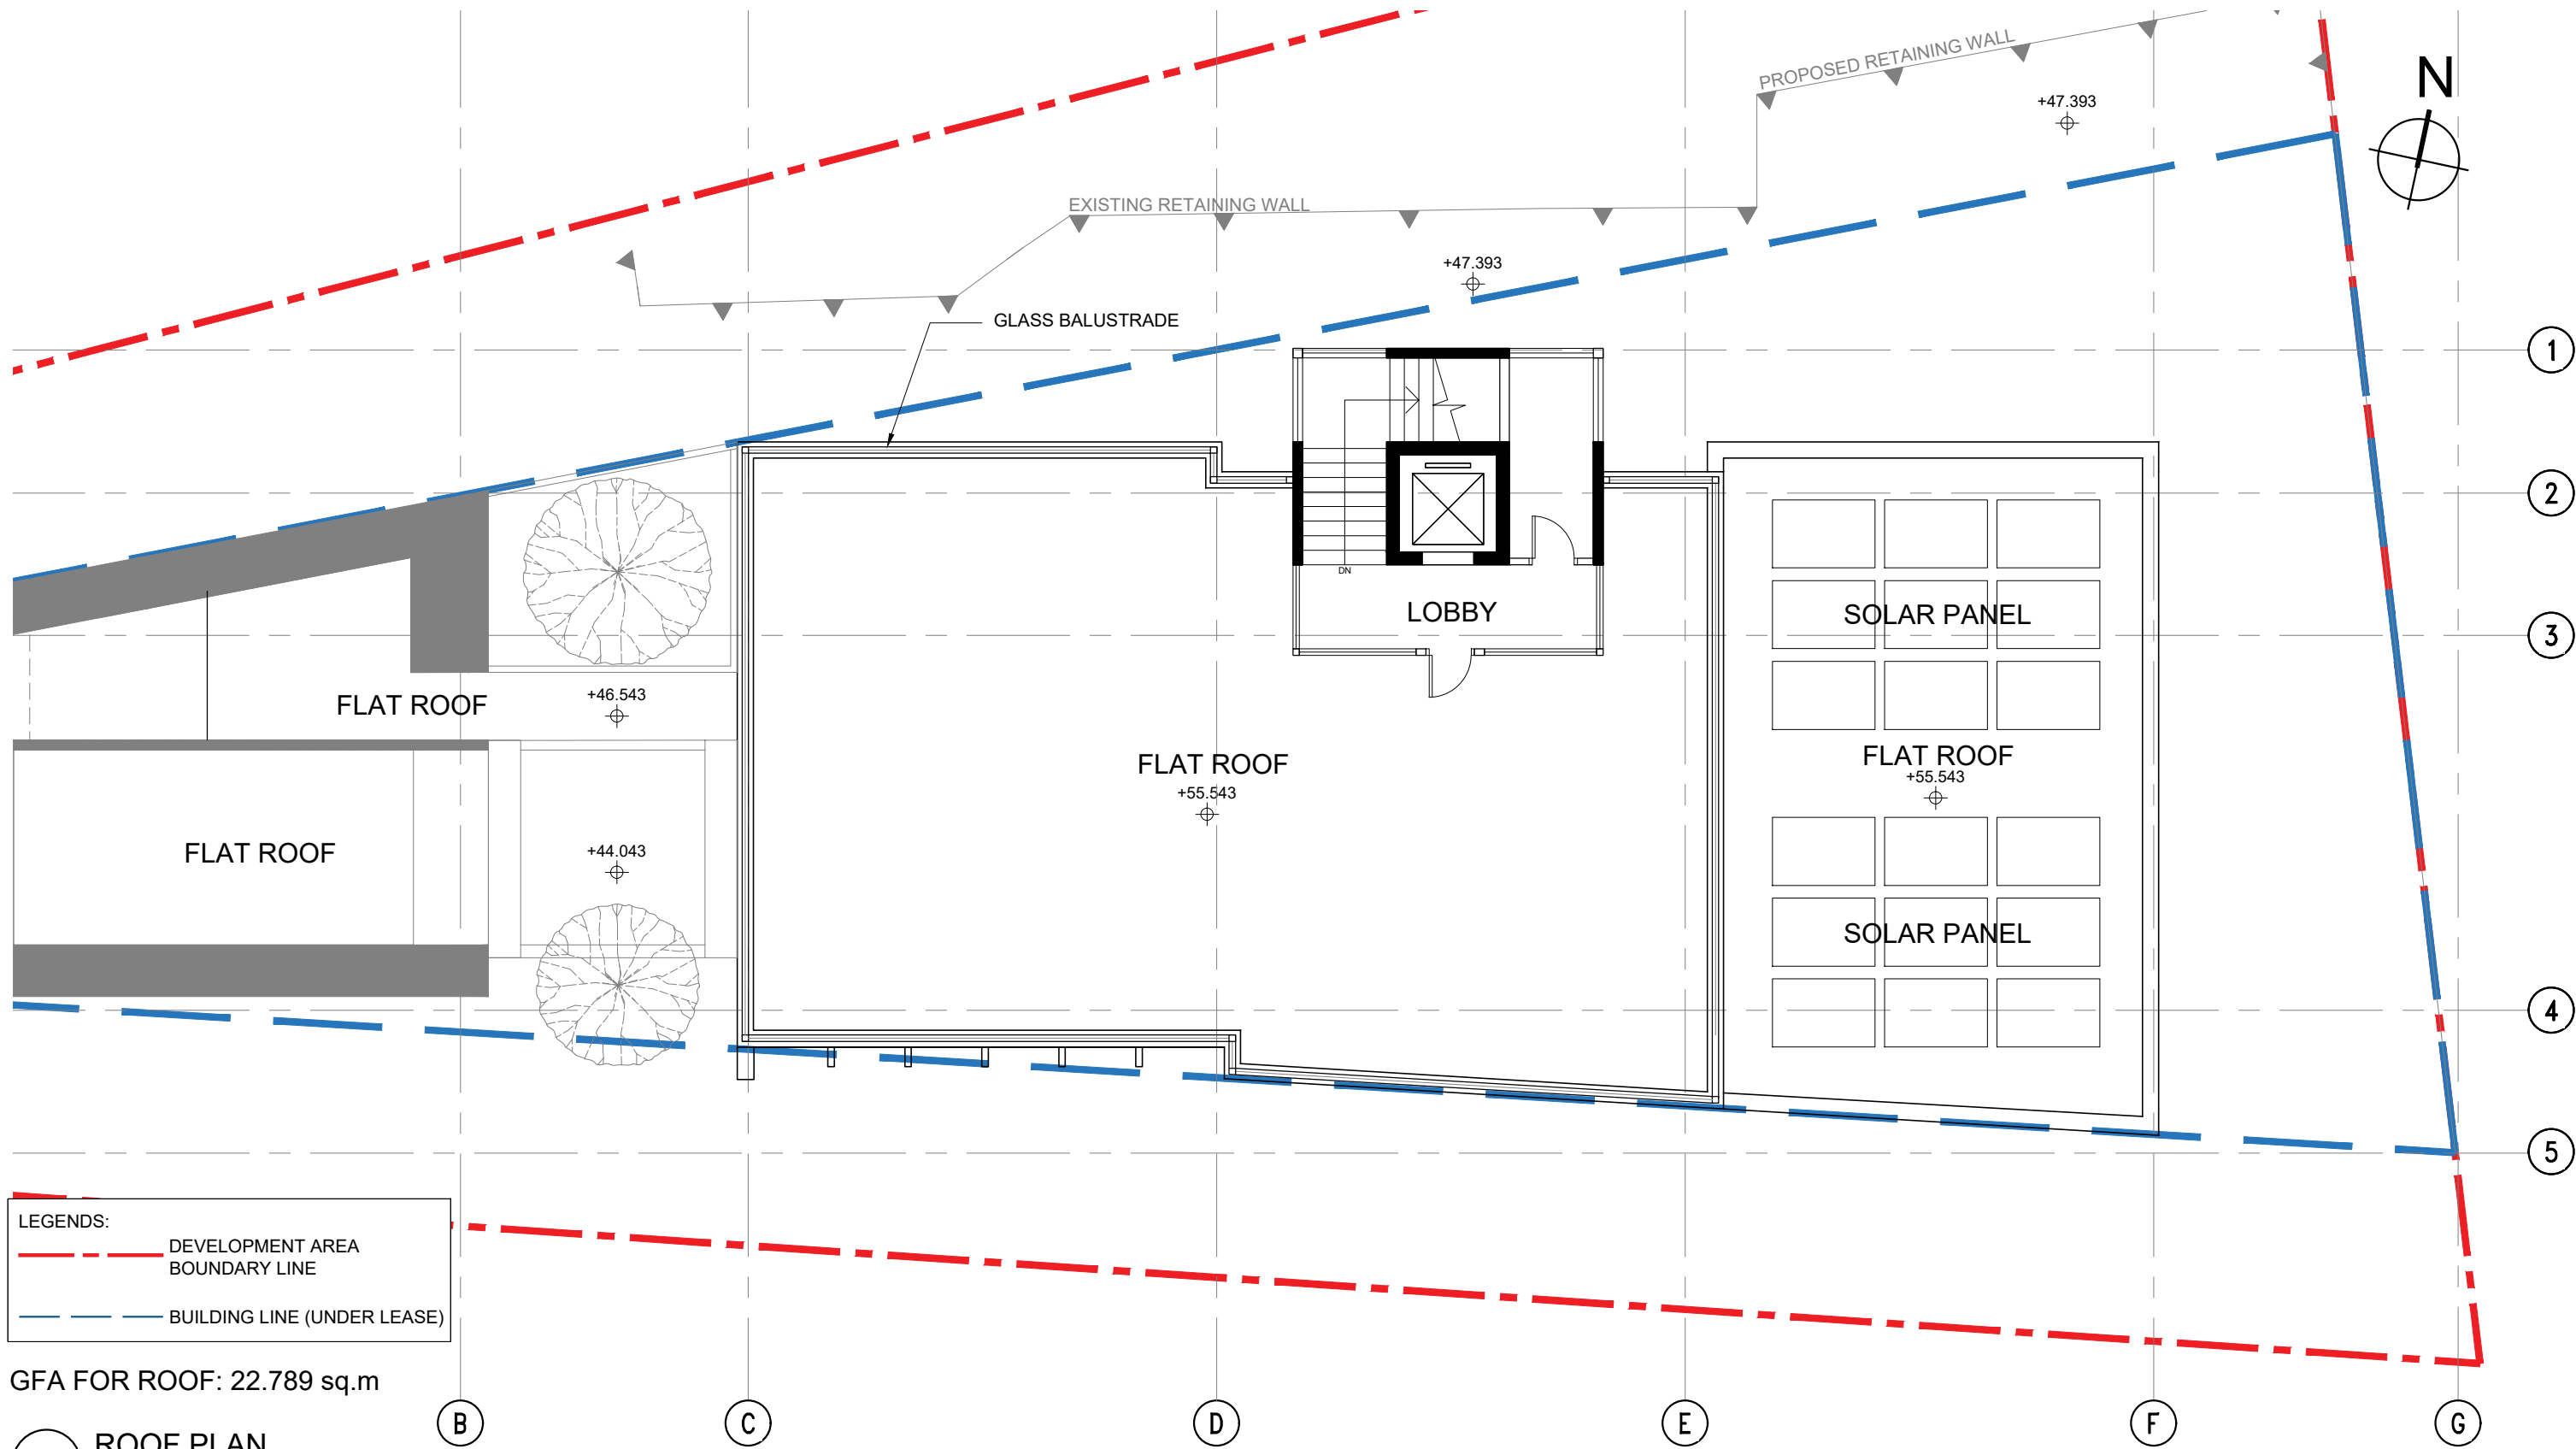 PROPOSED RETAINING WALL
N
+47.393
EXISTING RETAINING WALL
+47.393
GLASS BALUSTRADE
1
2
DN
LOBBY
SOLAR PANEL
3
FLAT ROOF
+46.543
FLAT ROOF
+55.543
FLAT ROOF
+55.543
FLAT ROOF
+44.043
SOLAR PANEL
4
5
LEGENDS:
DEVELOPMENT AREA
BOUNDARY LINE
BUILDING LINE (UNDER LEASE)
GFA FOR ROOF: 22.789 sq.m
B
C
D
E
F
G
ROOF PLAN